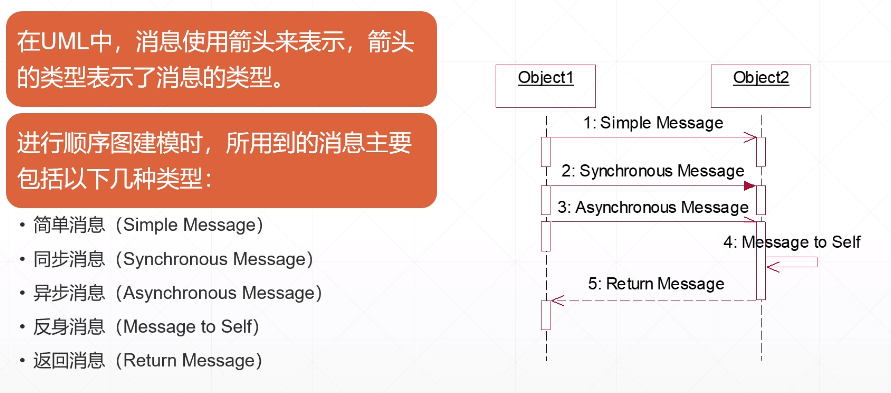 在UML中，消息使用箭头来表示，箭头
的类型表示了消息的类型。
进行顺序图建模时，所用到的消息主要
包括以下几种类型：
• 简单消息（Simple Message）
• 同步消息（Synchronous Message）
• 异步消息（Asynchronous Message）
• 反身消息（Message to Self）
• 返回消息（Return Message）
Object1
Object2
1: Simple Message
2: Synchronous Message
3: Asynchronous Message
4: Message to Self
5: Return Message